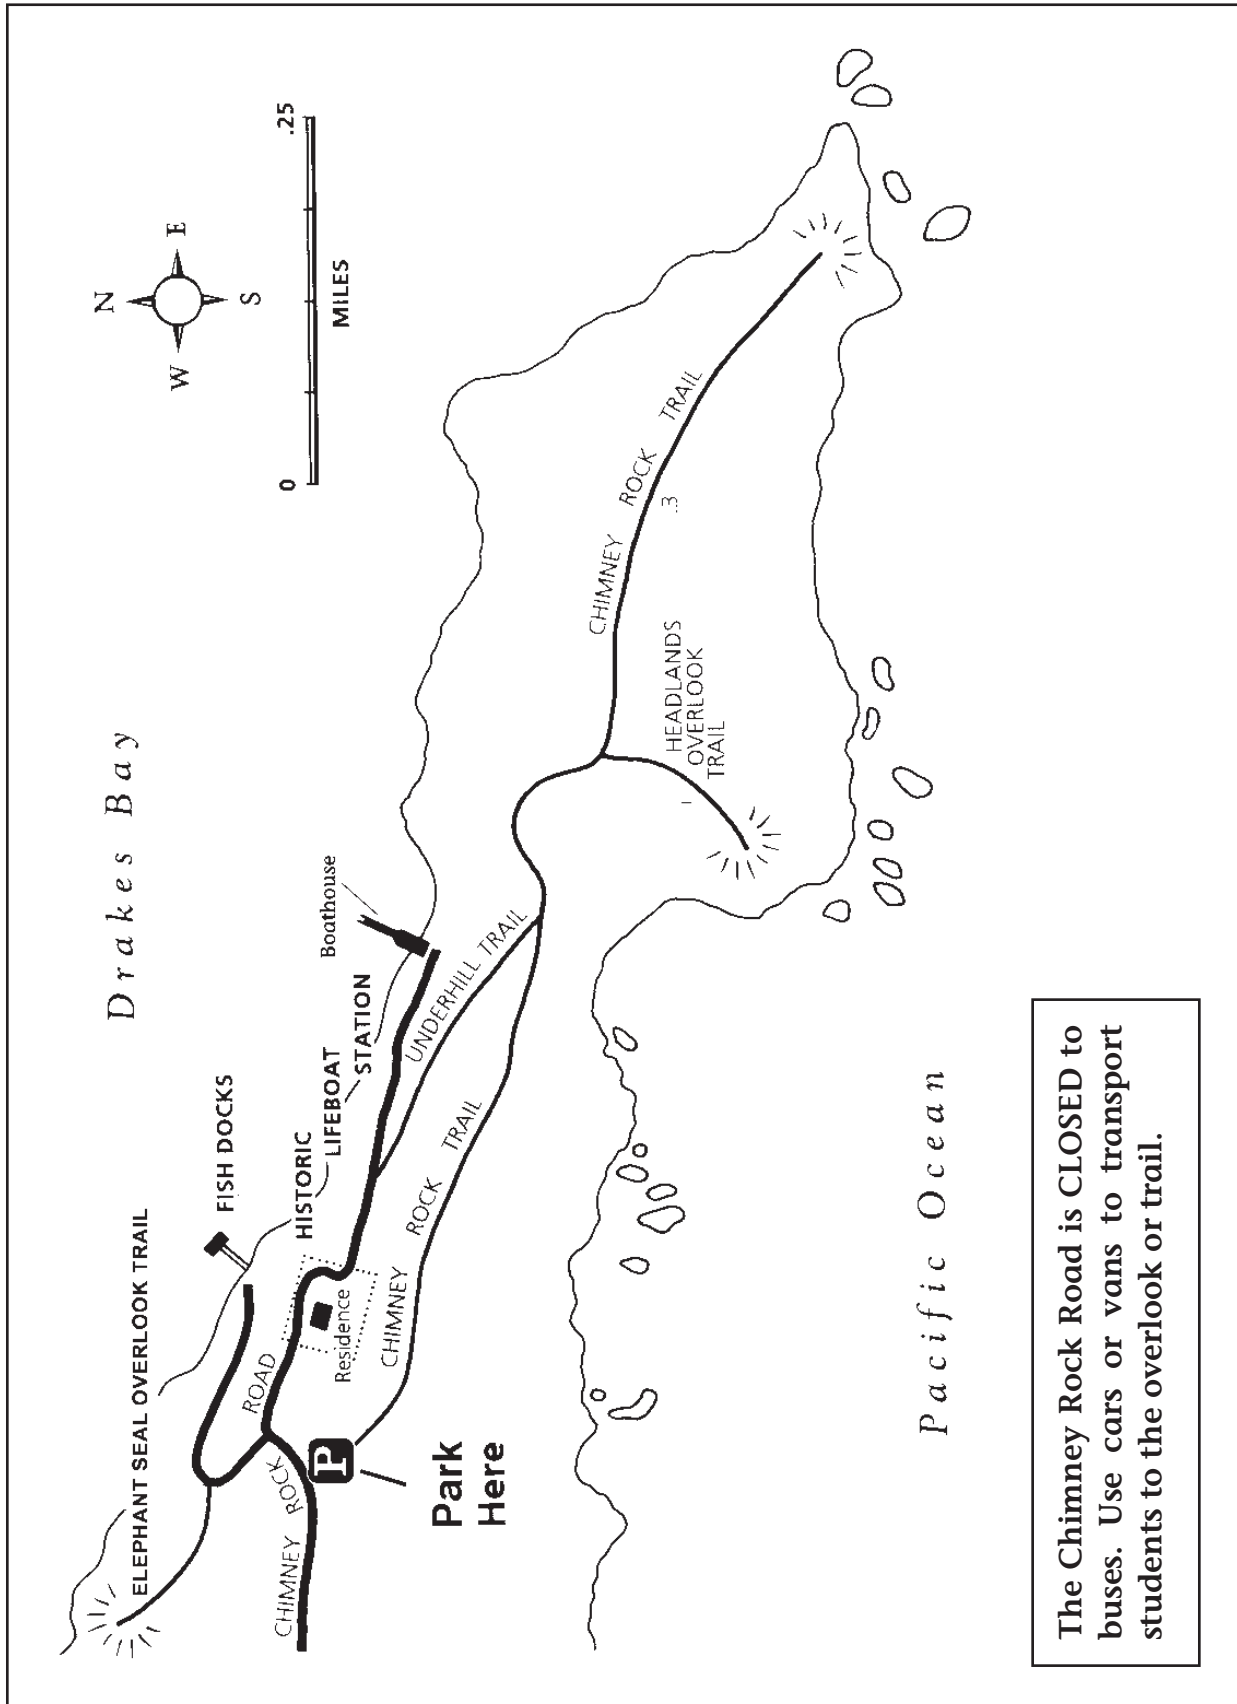 Drakes Bay
N
W
E
S
0
.25
MILES
ELEPHANT SEAL OVERLOOK TRAIL
FISH DOCKS
HISTORIC
LIFEBOAT
STATION
Boathouse
ROAD
Residence
CHIMNEY ROCK
P
Park
Here
UNDERHILL TRAIL
CHIMNEY ROCK TRAIL
CHIMNEY ROCK TRAIL
.3
HEADLANDS
OVERLOOK
TRAIL
Pacific Ocean
The Chimney Rock Road is CLOSED to
buses. Use cars or vans to transport
students to the overlook or trail.